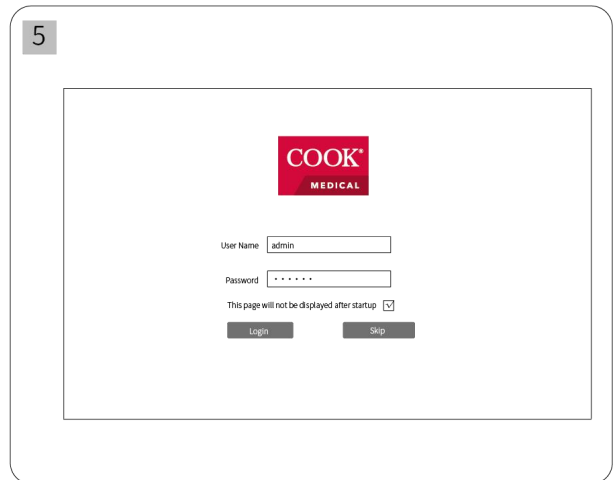 5
COOK®
MEDICAL
User Name admin
Password ••••••
This page will not be displayed after startup
Login Skip